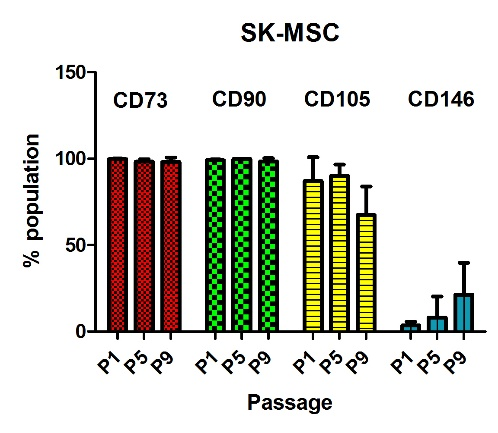 SK-MSC
150
CD73 CD90 CD105 CD146
100
% population
50
0
P1 P5 P9 P1 P5 P9 P1 P5 P9 P1 P5 P9
Passage